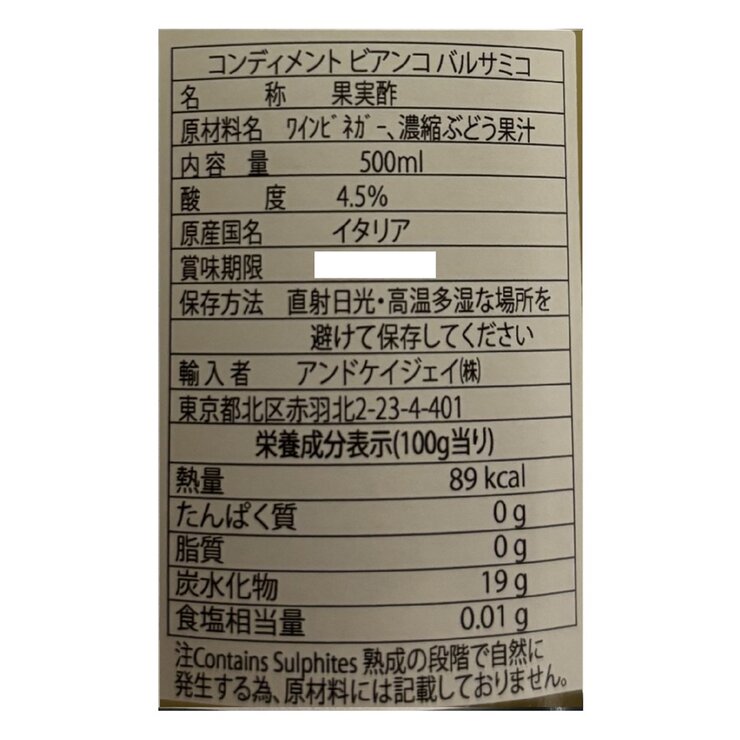 コンディメント ビアンコ バルサミコ
名 称 果実酢
原材料名 ﾜｲﾝﾋﾞﾈｶﾞｰ､濃縮ぶどう果汁
内容量 500ml
酸 度 4.5%
原産国名 イタリア
賞味期限
保存方法 直射日光・高温多湿な場所を
避けて保存してください
輸入者 アンドケイジェイ㈱
東京都北区赤羽北2-23-4-401
栄養成分表示(100g当り)
熱量 89 kcal
たんぱく質 0 g
脂質 0 g
炭水化物 19 g
食塩相当量 0.01 g
注Contains Sulphites 熟成の段階で自然に
発生する為、原材料には記載しておりません。